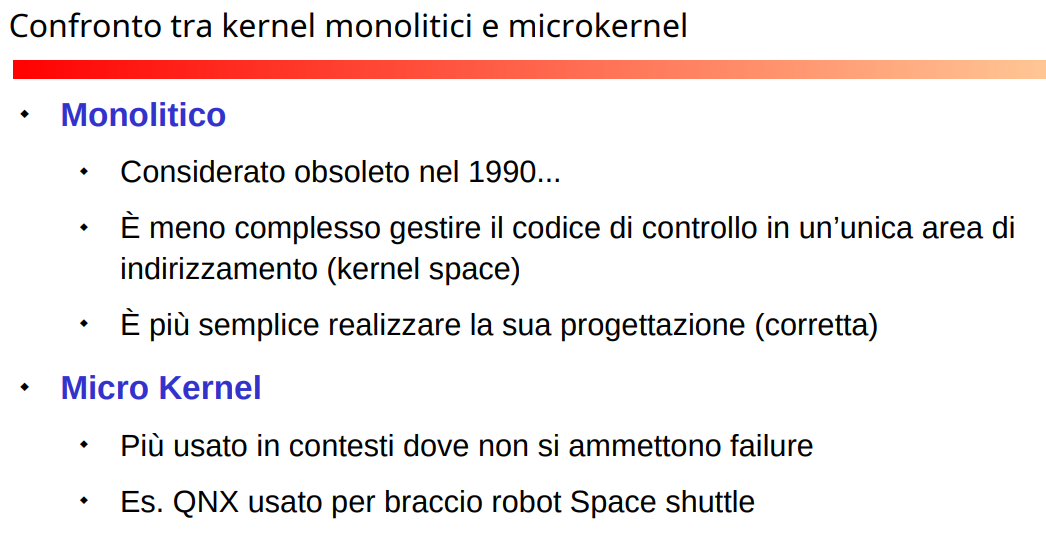 Confronto tra kernel monolitici e microkernel
Monolitico
Considerato obsoleto nel 1990...
È meno complesso gestire il codice di controllo in un’unica area di
indirizzamento (kernel space)
È più semplice realizzare la sua progettazione (corretta)
Micro Kernel
Più usato in contesti dove non si ammettono failure
Es. QNX usato per braccio robot Space shuttle